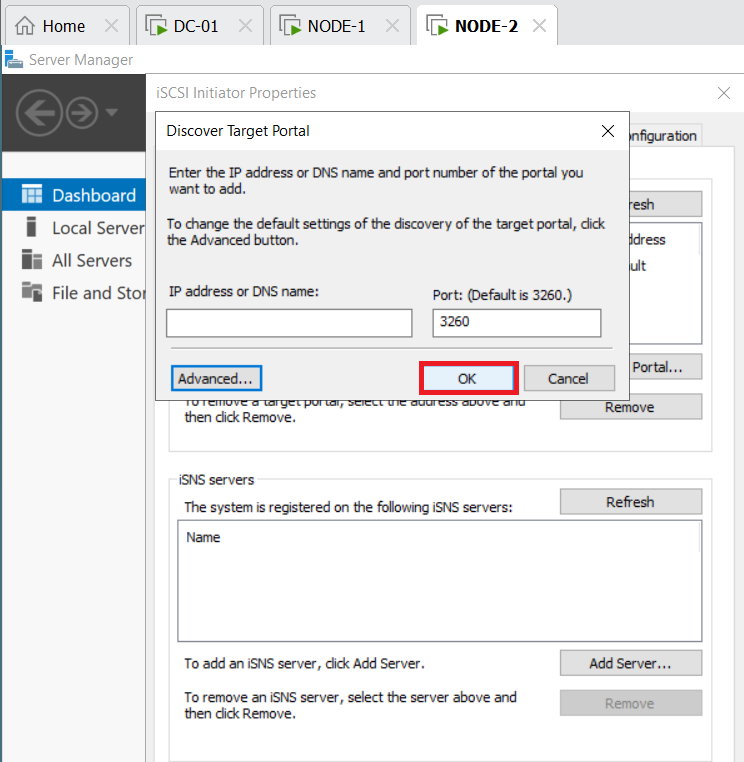 Home
DC-01
NODE-1
NODE-2
Server Manager
iSCSI Initiator Properties
Discover Target Portal
Enter the IP address or DNS name and port number of the portal you
want to add.
To change the default settings of the discovery of the target portal, click
the Advanced button.
IP address or DNS name:
Port: (Default is 3260.)
3260
Advanced...
OK
Cancel
Dashboard
Local Server
All Servers
File and Stor
onfiguration
resh
ddress
ult
Portal...
To remove a target portal, select the address above and
then click Remove.
Remove
iSNS servers
The system is registered on the following iSNS servers:
Refresh
Name
To add an iSNS server, click Add Server.
Add Server...
To remove an iSNS server, select the server above and
then click Remove.
Remove